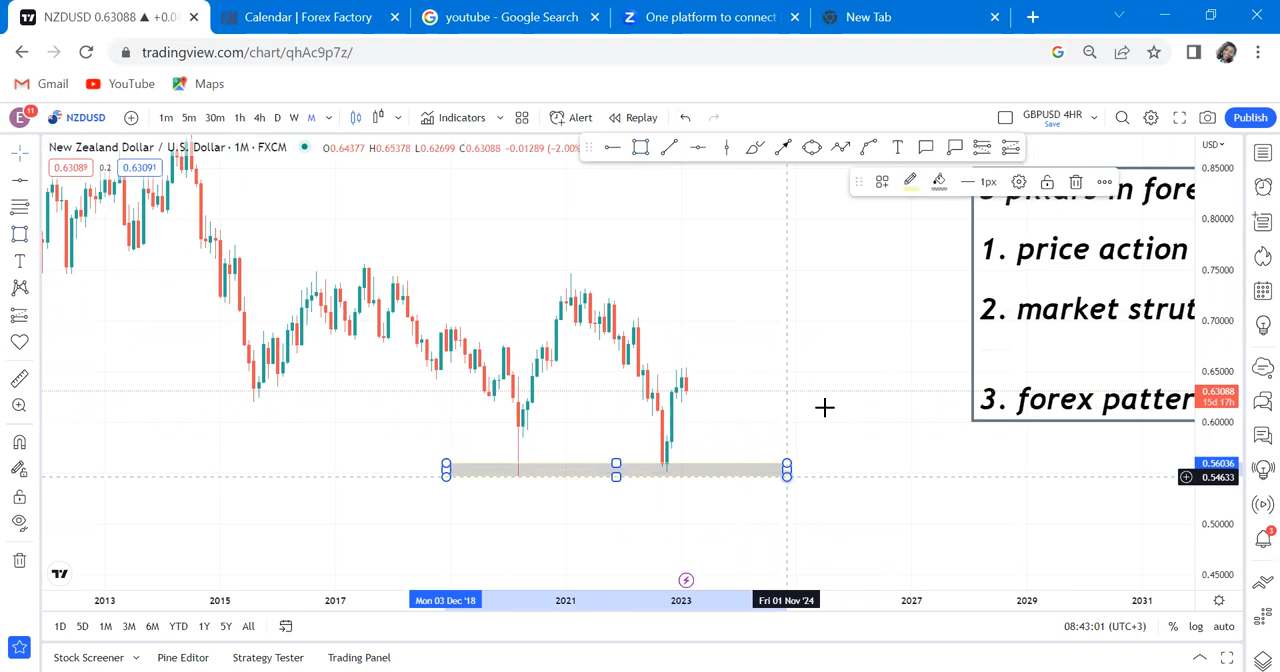 NZDUSD 0.63088 ▲ +0.0
Calendar | Forex Factory
youtube - Google Search
One platform to connect
New Tab
tradingview.com/chart/qhAc9p7z/
Gmail
YouTube
Maps
E
11
NZDUSD
1m 5m 30m 1h 4h D W M
Indicators
Alert
Replay
GBPUSD 4HR
Save
Publish
New Zealand Dollar / U.S. Dollar · 1M · FXCM
O0.64377 H0.65378 L0.62699 C0.63088 -0.01289 (-2.00%
0.63089
0.2
0.63091
1px
USD
in fore
1. price action
2. market strut
3. forex patter
0.85000
0.80000
0.75000
0.70000
0.65000
0.63088
15d 17h
0.60000
0.56036
0.54633
0.50000
0.45000
2013
2015
2017
Mon 03 Dec '18
2021
2023
Fri 01 Nov '24
2027
2029
2031
1D 5D 1M 3M 6M YTD 1Y 5Y All
08:43:01 (UTC+3)
% log auto
Stock Screener
Pine Editor
Strategy Tester
Trading Panel
3